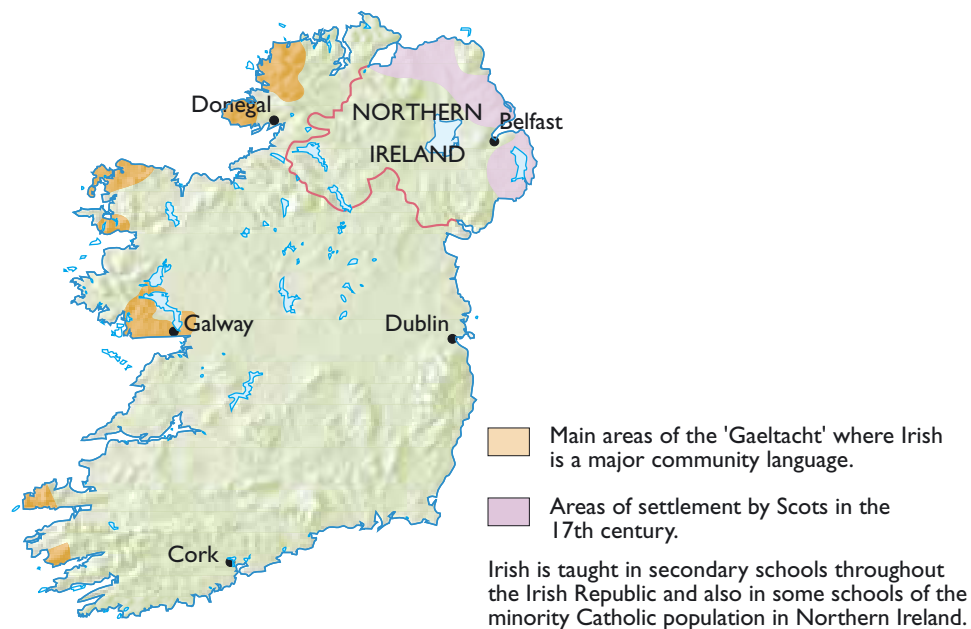 Donegal
NORTHERN
IRELAND
Belfast
Galway
Dublin
Cork
Main areas of the 'Gaeltacht' where Irish
is a major community language.
Areas of settlement by Scots in the
17th century.
Irish is taught in secondary schools throughout
the Irish Republic and also in some schools of the
minority Catholic population in Northern Ireland.